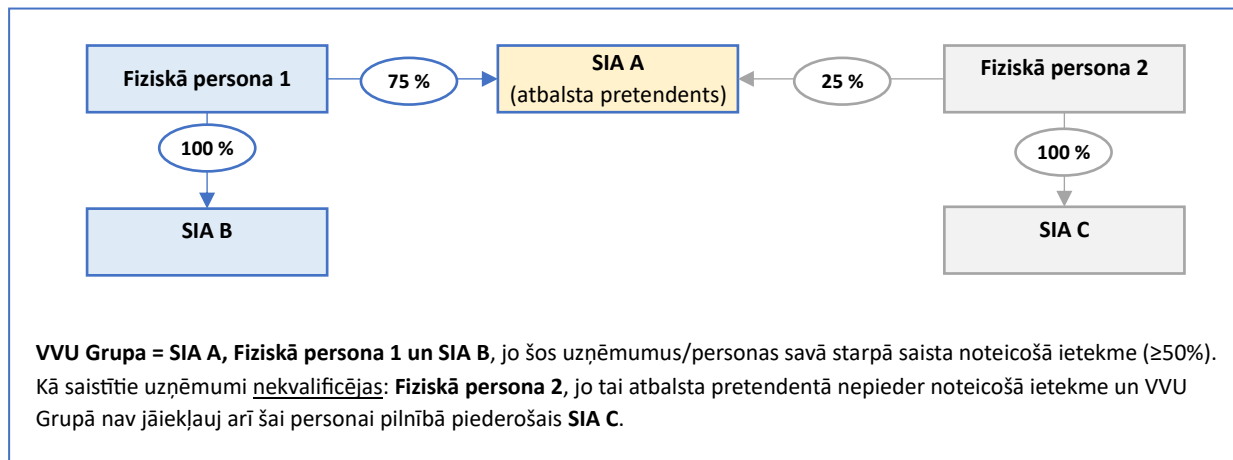 Fiziskā persona 1
75 %
SIA A
(atbalsta pretendents)
25 %
Fiziskā persona 2
100 %
100 %
SIA B
SIA C
VVU Grupa = SIA A, Fiziskā persona 1 un SIA B, jo šos uzņēmumus/personas savā starpā saista noteicošā ietekme (≥50%).
Kā saistītie uzņēmumi nekvalificējas: Fiziskā persona 2, jo tai atbalsta pretendentā nepieder noteicošā ietekme un VVU
Grupā nav jāiekļauj arī šai personai pilnībā piederošais SIA C.